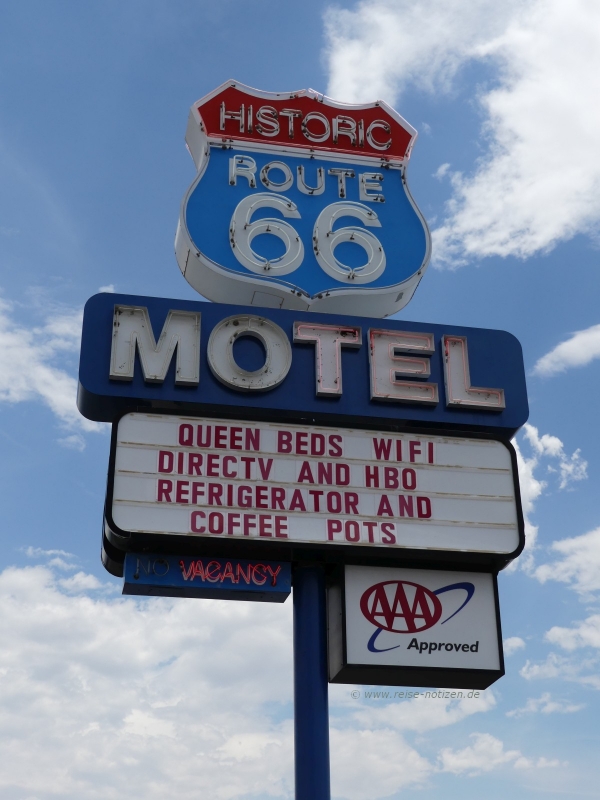 HISTORIC
ROUTE
66
MOTEL
QUEEN BEDS WIFI
DIRECTV AND HBO
REFRIGERATOR AND
COFFEE POTS
NO VACANCY
AAA
Approved
© www.reise-notizen.de